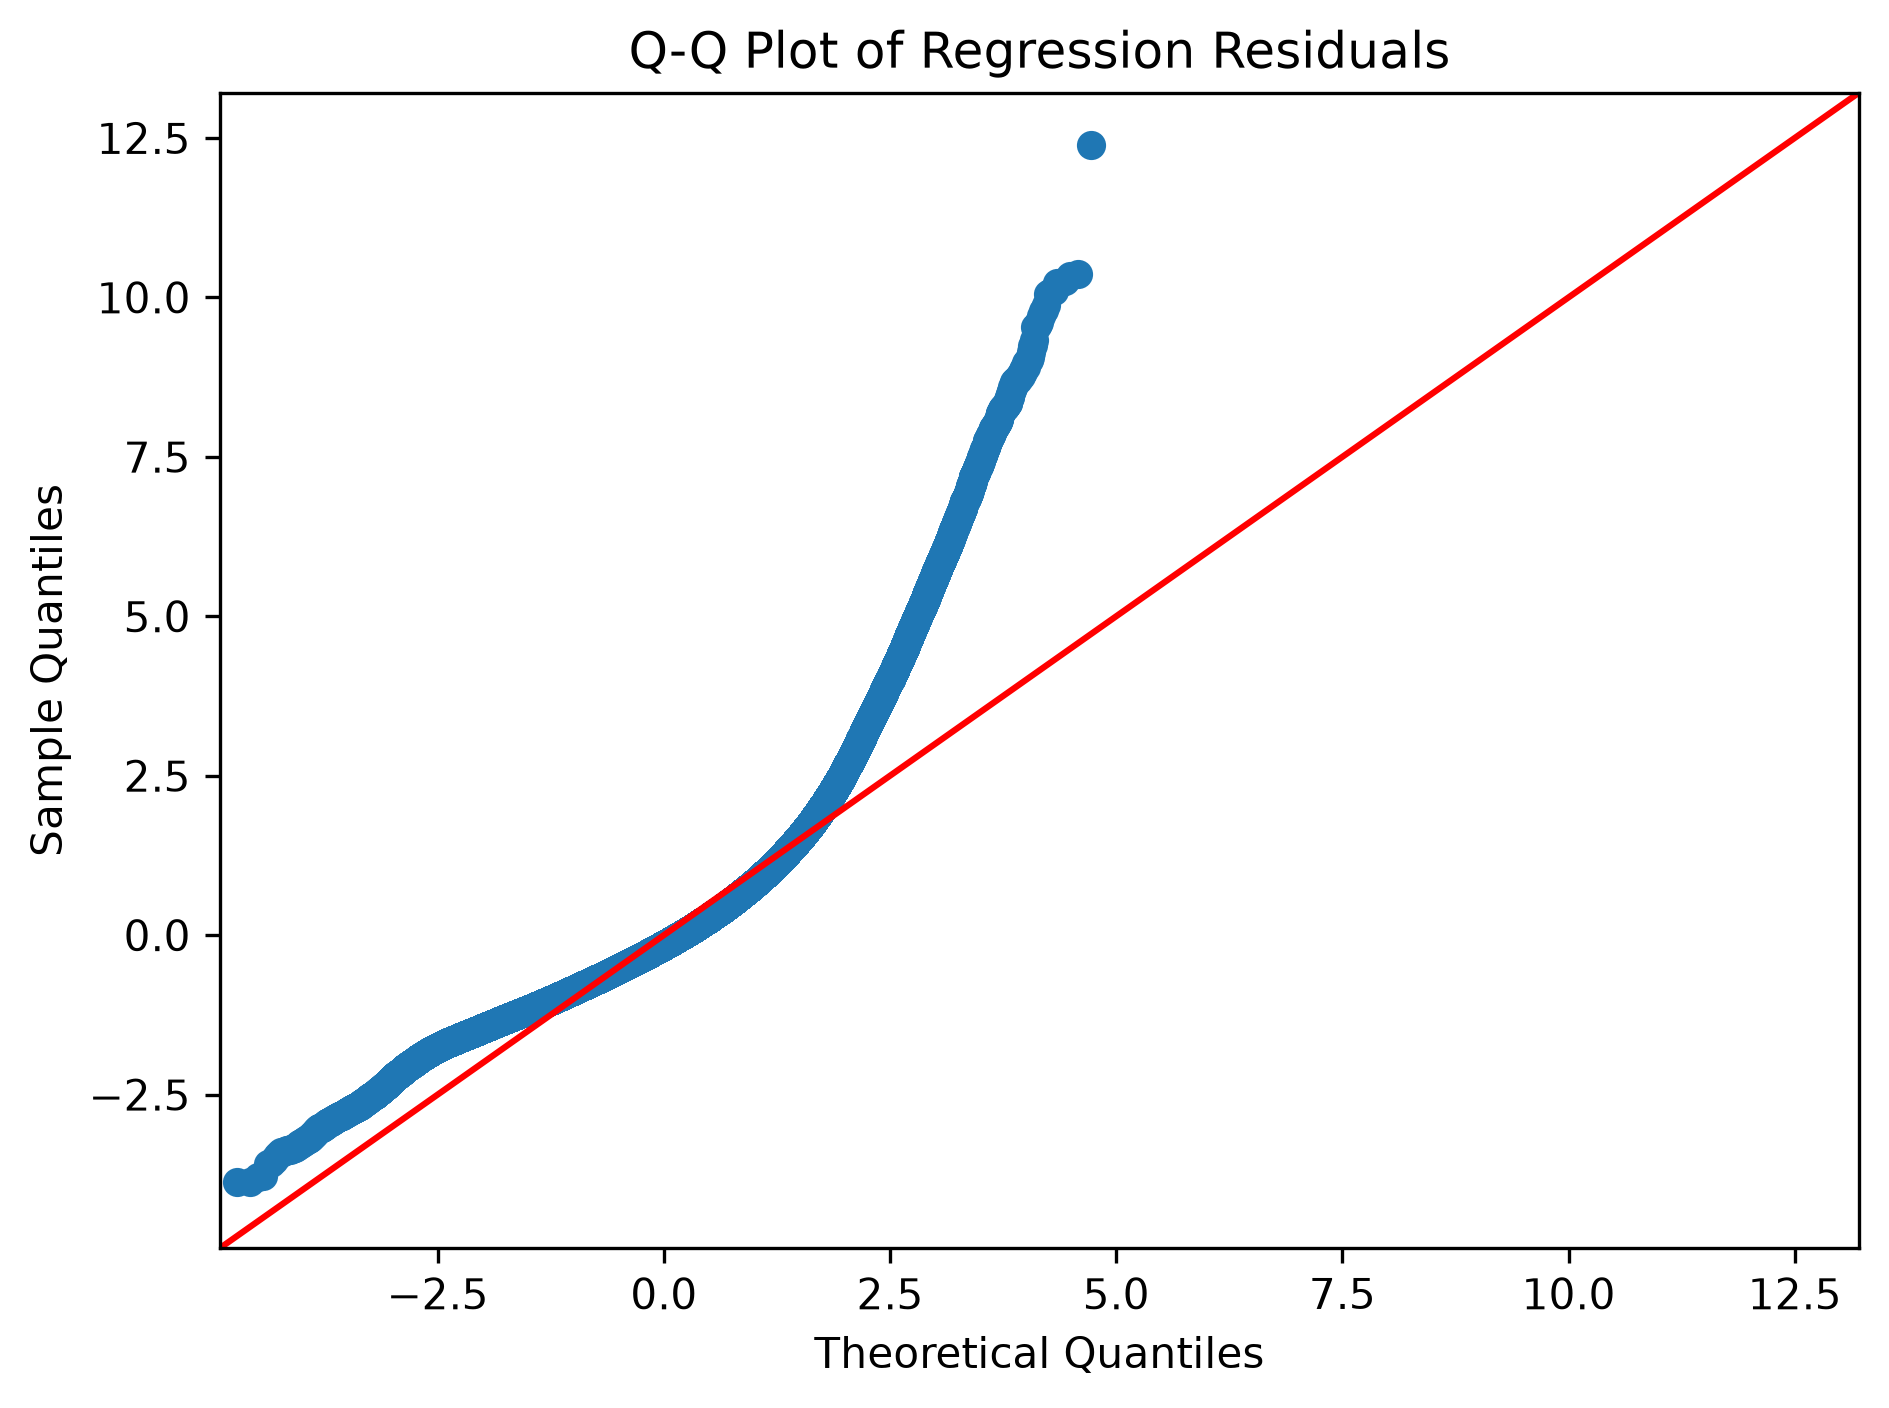 Q-Q Plot of Regression Residuals
12.5
10.0
7.5
5.0
2.5
0.0
−2.5
Sample Quantiles
−2.5 0.0 2.5 5.0 7.5 10.0 12.5
Theoretical Quantiles